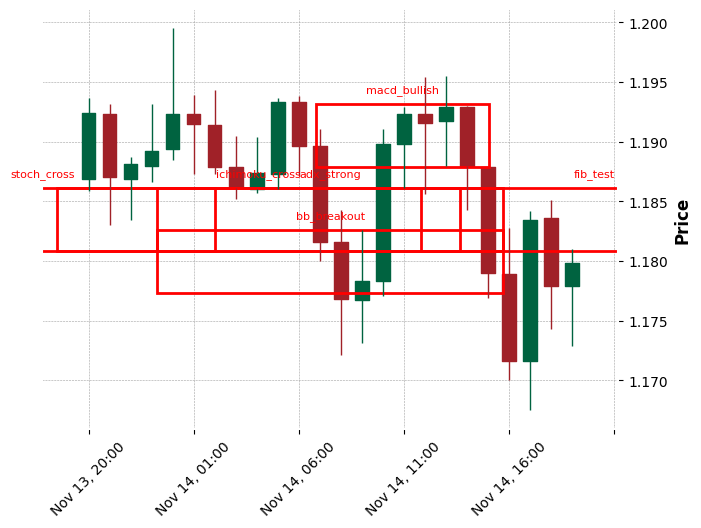 1.200
1.195
macd_bullish
1.190
stoch_cross
fib_test
1.185
bb_breakout
Price
1.180
1.175
1.170
Nov 13, 20:00
Nov 14, 01:00
Nov 14, 06:00
Nov 14, 11:00
Nov 14, 16:00